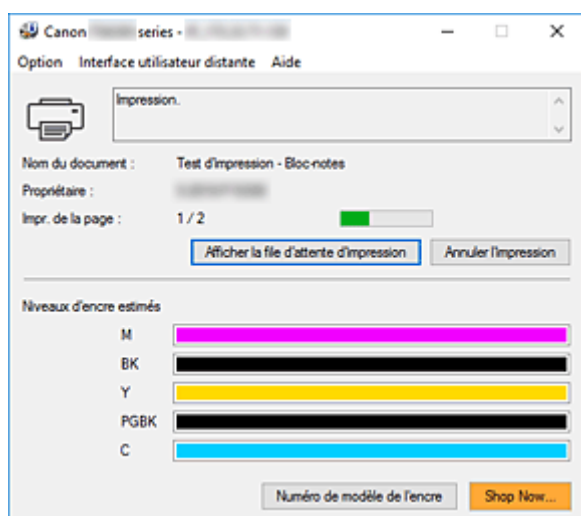 Canon series -
Option Interface utilisateur distante Aide
Impression.
Nom du document : Test d'impression - Bloc-notes
Propriétaire :
Impr. de la page : 1 / 2
Afficher la file d'attente d'impression Annuler l'impression
Niveaux d'encre estimés
M
BK
Y
PGBK
C
Numéro de modèle de l'encre Shop Now...